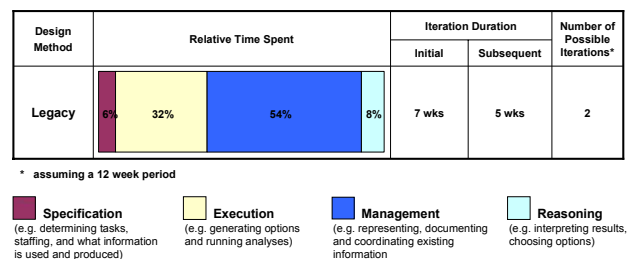 Design Method
Relative Time Spent
Iteration Duration
Number of Possible Iterations*
Initial
Subsequent
Legacy
6%
32%
54%
8%
7 wks
5 wks
2
* assuming a 12 week period
Specification
(e.g. determining tasks,
staffing, and what information
is used and produced)
Execution
(e.g. generating options
and running analyses)
Management
(e.g. representing, documenting
and coordinating existing
information
Reasoning
(e.g. interpreting results,
choosing options)